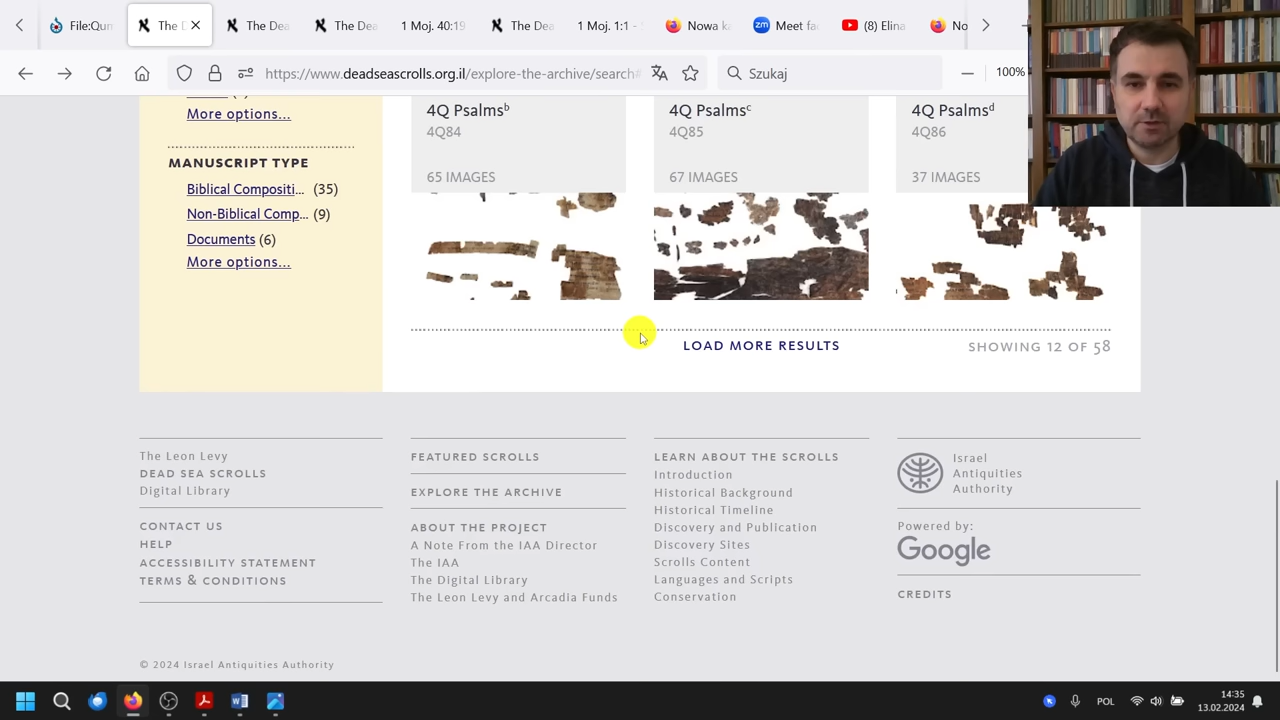 File:Qun
The D
The Dea
The Dea
1 Moj. 40:19
The Dea
1 Moj. 1:1 -
Nowa ka
Meet fac
(8) Elina
No
https://www.deadseascrolls.org.il/explore-the-archive/search#
Szukaj
100%
More options...
MANUSCRIPT TYPE
Biblical Compositi... (35)
Non-Biblical Comp... (9)
Documents (6)
More options...
4Q Psalmsᵇ
4Q84
65 IMAGES
4Q Psalmsᶜ
4Q85
67 IMAGES
4Q Psalmsᵈ
4Q86
37 IMAGES
LOAD MORE RESULTS
SHOWING 12 OF 58
The Leon Levy
DEAD SEA SCROLLS
Digital Library
CONTACT US
HELP
ACCESSIBILITY STATEMENT
TERMS & CONDITIONS
FEATURED SCROLLS
EXPLORE THE ARCHIVE
ABOUT THE PROJECT
A Note From the IAA Director
The IAA
The Digital Library
The Leon Levy and Arcadia Funds
LEARN ABOUT THE SCROLLS
Introduction
Historical Background
Historical Timeline
Discovery and Publication
Discovery Sites
Scrolls Content
Languages and Scripts
Conservation
Israel
Antiquities
Authority
Powered by:
Google
CREDITS
© 2024 Israel Antiquities Authority
POL
14:35
13.02.2024